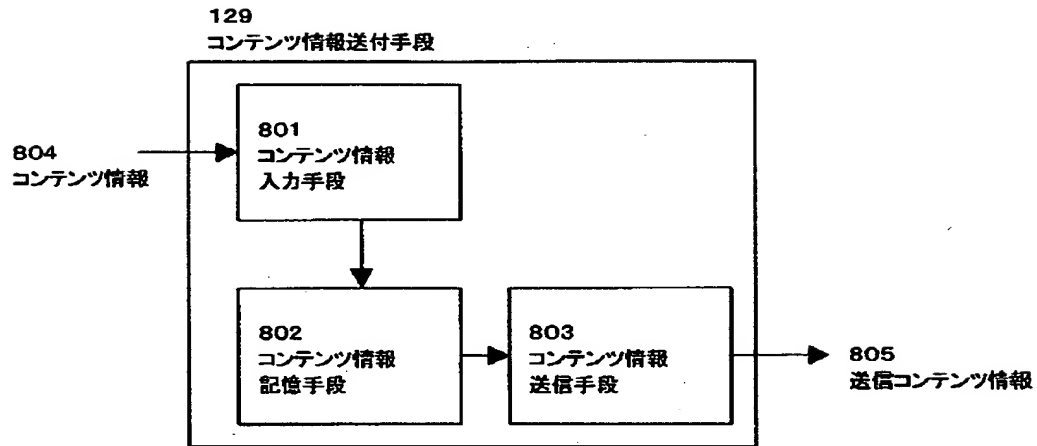 129
コンテンツ情報送付手段
801
コンテンツ情報
入力手段
804
コンテンツ情報
802
コンテンツ情報
記憶手段
803
コンテンツ情報
送信手段
805
送信コンテンツ情報